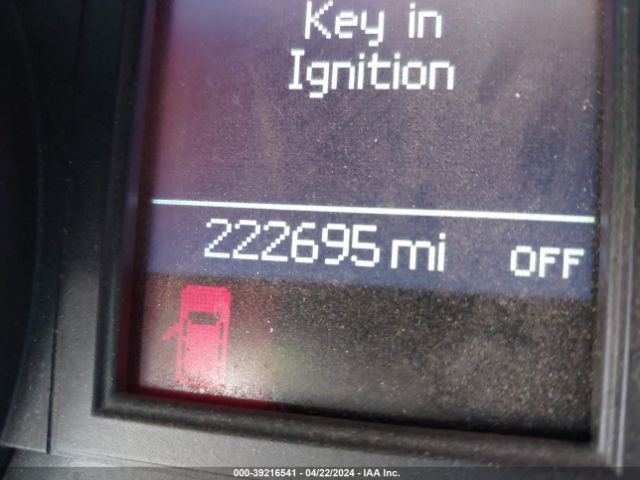 Key in
Ignition
222695 mi OFF
000-39216541 - 04/22/2024 - IAA Inc.